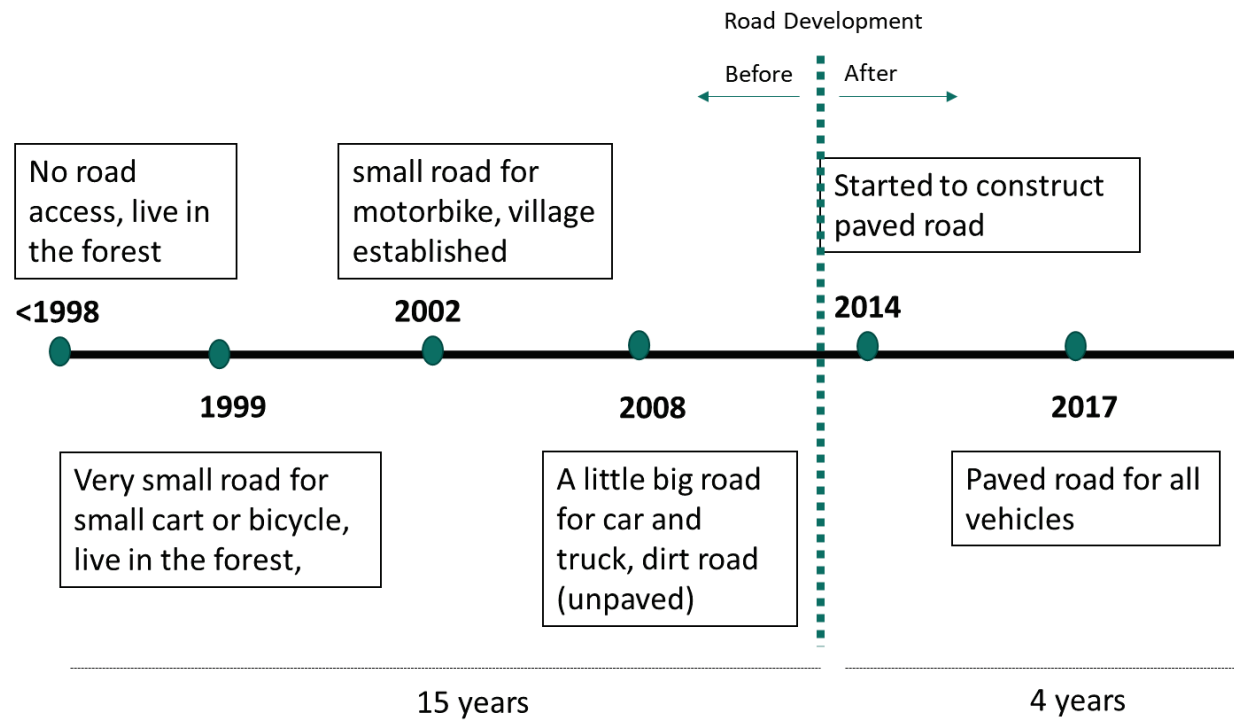 Road Development
Before
After
No road
access, live in
the forest
small road for
motorbike, village
established
Started to construct
paved road
<1998
2002
2014
1999
2008
2017
Very small road for
small cart or bicycle,
live in the forest,
A little big road
for car and
truck, dirt road
(unpaved)
Paved road for all
vehicles
15 years
4 years